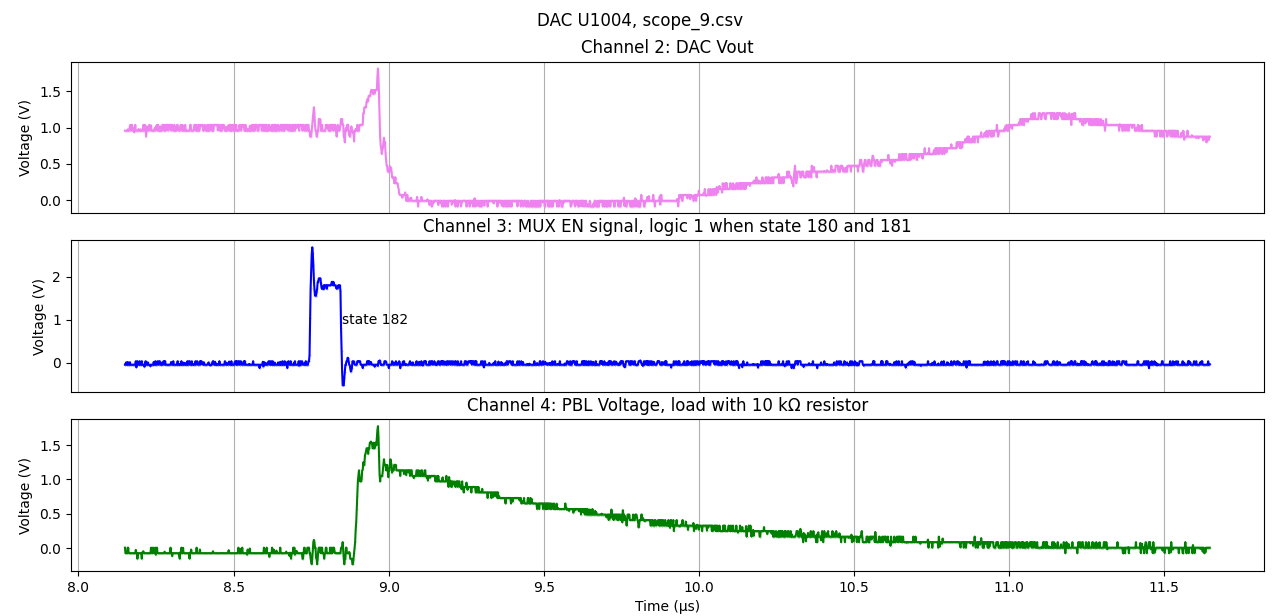 DAC U1004, scope_9.csv
Channel 2: DAC Vout
Voltage (V)
1.5
1.0
0.5
0.0
Channel 3: MUX EN signal, logic 1 when state 180 and 181
Voltage (V)
2
1
0
state 182
Channel 4: PBL Voltage, load with 10 kΩ resistor
Voltage (V)
1.5
1.0
0.5
0.0
8.0 8.5 9.0 9.5 10.0 10.5 11.0 11.5
Time (μs)